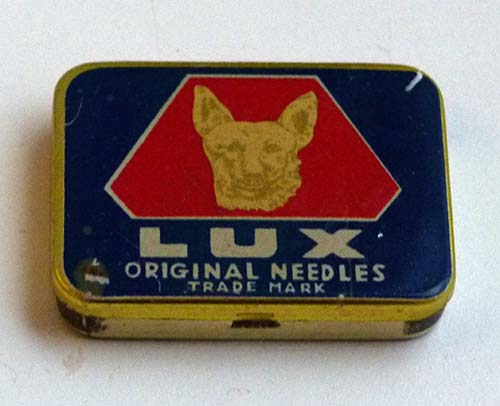 LUX
ORIGINAL NEEDLES
TRADE MARK